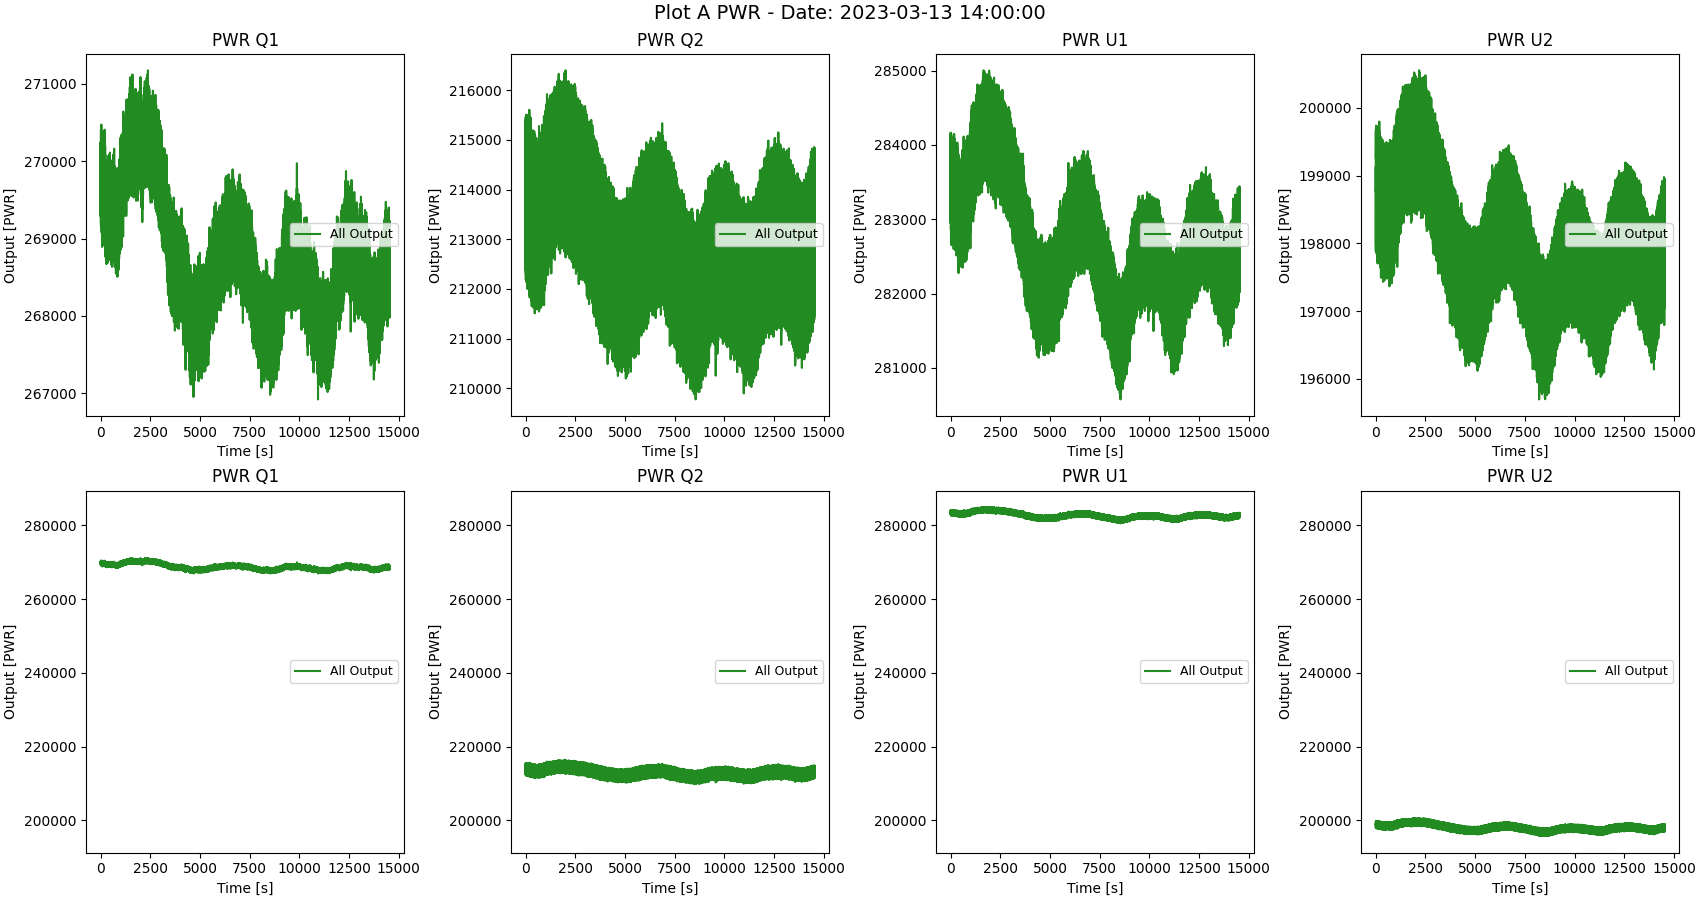 Plot A PWR - Date: 2023-03-13 14:00:00
PWR Q1
Output [PWR]
271000
270000
269000
268000
267000
All Output
0 2500 5000 7500 10000 12500 15000
Time [s]
PWR Q2
Output [PWR]
216000
215000
214000
213000
212000
211000
210000
All Output
0 2500 5000 7500 10000 12500 15000
Time [s]
PWR U1
Output [PWR]
285000
284000
283000
282000
281000
All Output
0 2500 5000 7500 10000 12500 15000
Time [s]
PWR U2
Output [PWR]
200000
199000
198000
197000
196000
All Output
0 2500 5000 7500 10000 12500 15000
Time [s]
PWR Q1
Output [PWR]
280000
260000
240000
220000
200000
All Output
0 2500 5000 7500 10000 12500 15000
Time [s]
PWR Q2
Output [PWR]
280000
260000
240000
220000
200000
All Output
0 2500 5000 7500 10000 12500 15000
Time [s]
PWR U1
Output [PWR]
280000
260000
240000
220000
200000
All Output
0 2500 5000 7500 10000 12500 15000
Time [s]
PWR U2
Output [PWR]
280000
260000
240000
220000
200000
All Output
0 2500 5000 7500 10000 12500 15000
Time [s]